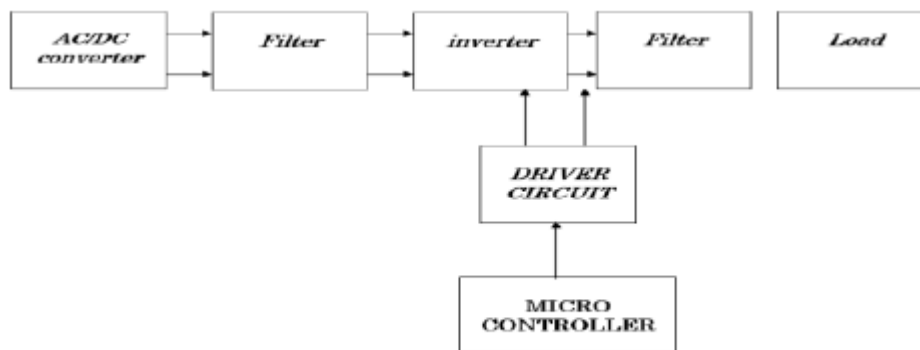 AC/DC
converter
Filter
inverter
Filter
Load
DRIVER
CIRCUIT
MICRO
CONTROLLER